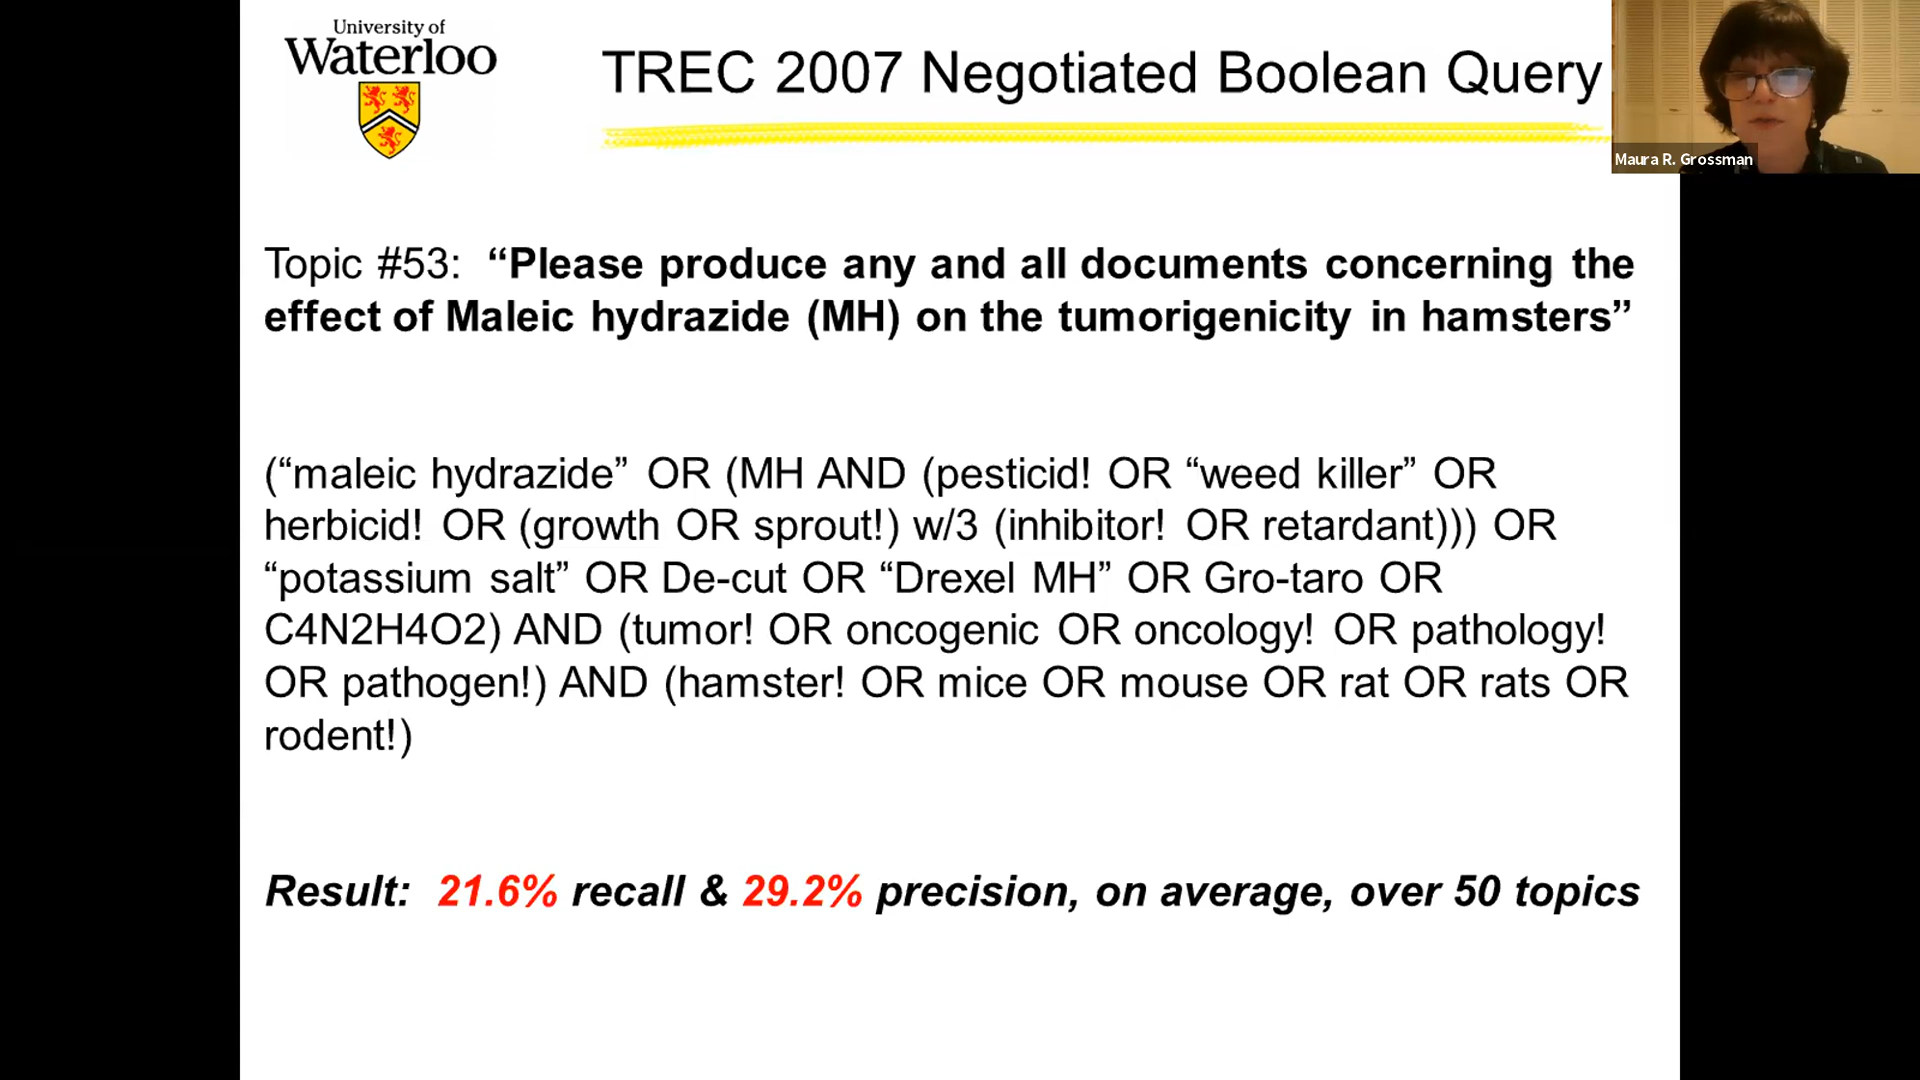 University of
Waterloo
TREC 2007 Negotiated Boolean Query
Maura R. Grossman
Topic #53: “Please produce any and all documents concerning the
effect of Maleic hydrazide (MH) on the tumorigenicity in hamsters”
(“maleic hydrazide” OR (MH AND (pesticid! OR “weed killer” OR
herbicid! OR (growth OR sprout!) w/3 (inhibitor! OR retardant))) OR
“potassium salt” OR De-cut OR “Drexel MH” OR Gro-taro OR
C4N2H4O2) AND (tumor! OR oncogenic OR oncology! OR pathology!
OR pathogen!) AND (hamster! OR mice OR mouse OR rat OR rats OR
rodent!)
Result: 21.6% recall & 29.2% precision, on average, over 50 topics